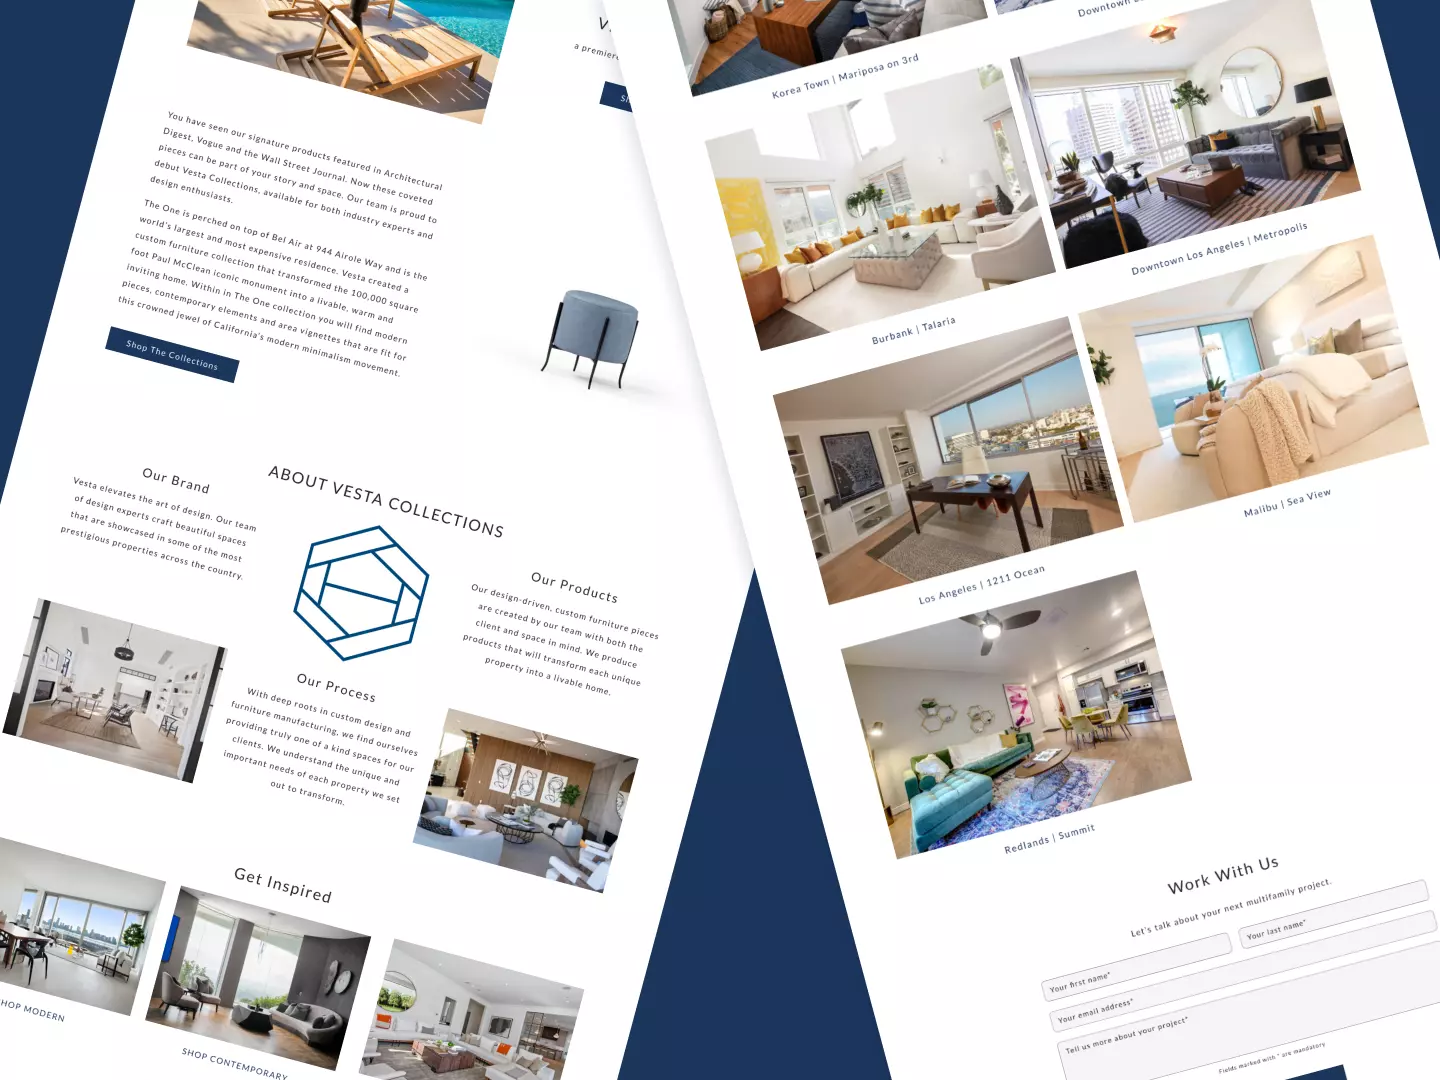 You have seen our signature products featured in Architectural
Digest, Vogue and the Wall Street Journal. Now these coveted
pieces can be part of your story and space. Our team is proud to
debut Vesta Collections, available for both industry experts and
design enthusiasts.
The One is perched on top of Bel Air at 944 Airole Way and is the
world's largest and most expensive residence. Vesta created a
custom furniture collection that transformed the 100,000 square
foot Paul McClean iconic monument into a livable, warm and
inviting home. Within in The One collection you will find modern
pieces, contemporary elements and area vignettes that are fit for
this crowned jewel of California's modern minimalism movement.
Shop The Collections
a premiere
ABOUT VESTA COLLECTIONS
Our Brand
Vesta elevates the art of design. Our team
of design experts craft beautiful spaces
that are showcased in some of the most
prestigious properties across the country.
Our Products
Our design-driven, custom furniture pieces
are created by our team with both the
client and space in mind. We produce
products that will transform each unique
property into a livable home.
Our Process
With deep roots in custom design and
furniture manufacturing, we find ourselves
providing truly one of a kind spaces for our
clients. We understand the unique and
important needs of each property we set
out to transform.
Get Inspired
HOP MODERN
SHOP CONTEMPORARY
Downtown
Korea Town | Mariposa on 3rd
Downtown Los Angeles | Metropolis
Burbank | Talaria
Malibu | Sea View
Los Angeles | 1211 Ocean
Redlands | Summit
Work With Us
Let's talk about your next multifamily project.
Your first name*
Your last name*
Your email address*
Tell us more about your project*
Fields marked with * are mandatory